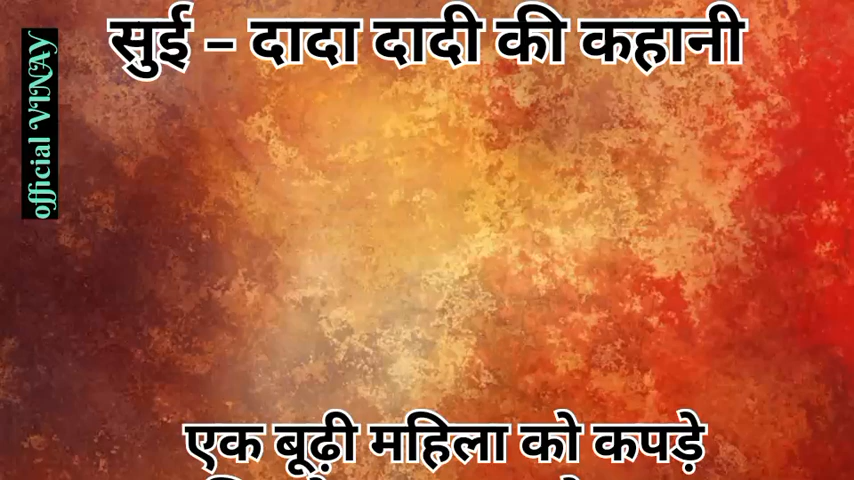 सुई – दादा दादी की कहानी
official VINAY
एक बूढ़ी महिला को कपड़े